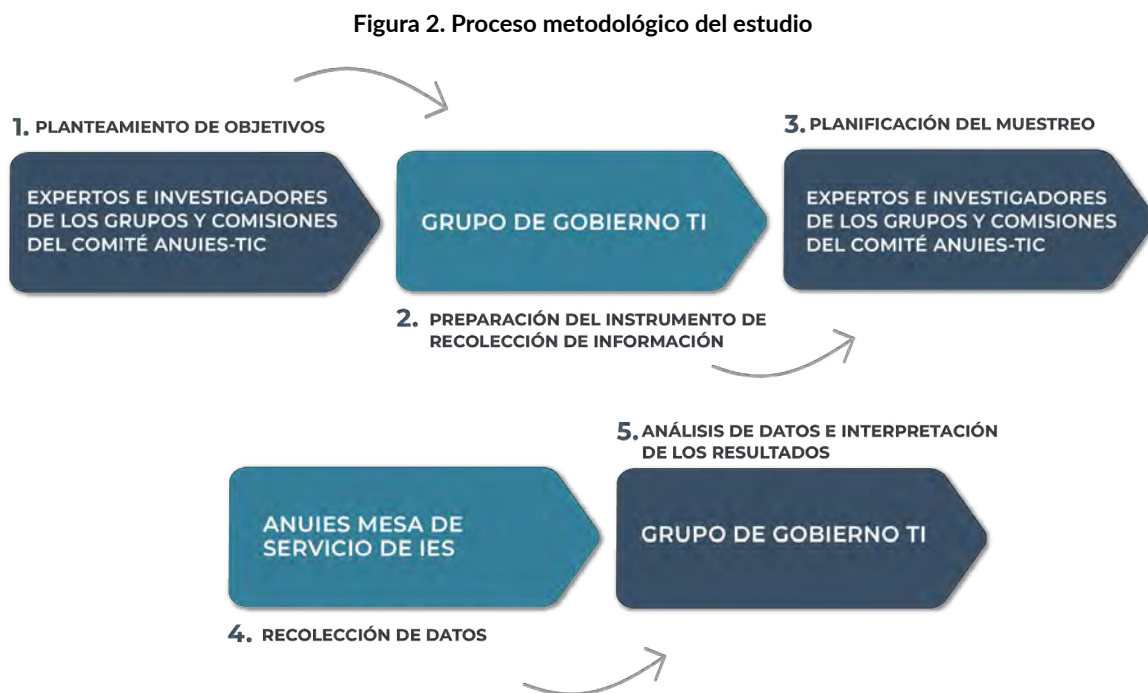 Figura 2. Proceso metodológico del estudio
1. PLANTEAMIENTO DE OBJETIVOS
EXPERTOS E INVESTIGADORES
DE LOS GRUPOS Y COMISIONES
DEL COMITÉ ANUIES-TIC
GRUPO DE GOBIERNO TI
2. PREPARACIÓN DEL INSTRUMENTO DE
RECOLECCIÓN DE INFORMACIÓN
3. PLANIFICACIÓN DEL MUESTREO
EXPERTOS E INVESTIGADORES
DE LOS GRUPOS Y COMISIONES
DEL COMITÉ ANUIES-TIC
ANUIES MESA DE
SERVICIO DE IES
4. RECOLECCIÓN DE DATOS
5. ANÁLISIS DE DATOS E INTERPRETACIÓN
DE LOS RESULTADOS
GRUPO DE GOBIERNO TI